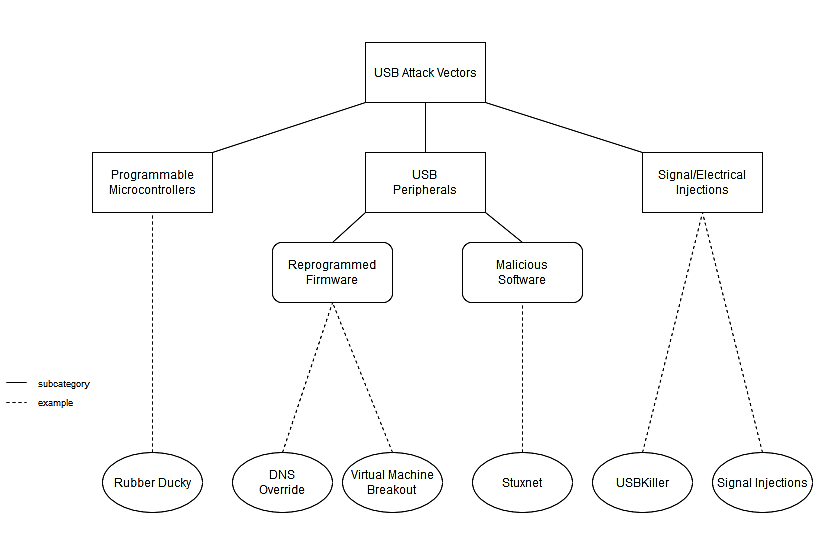 USB Attack Vectors
Programmable
Microcontrollers
USB
Peripherals
Signal/Electrical
Injections
Reprogrammed
Firmware
Malicious
Software
subcategory
example
Rubber Ducky
DNS
Override
Virtual Machine
Breakout
Stuxnet
USBKiller
Signal Injections